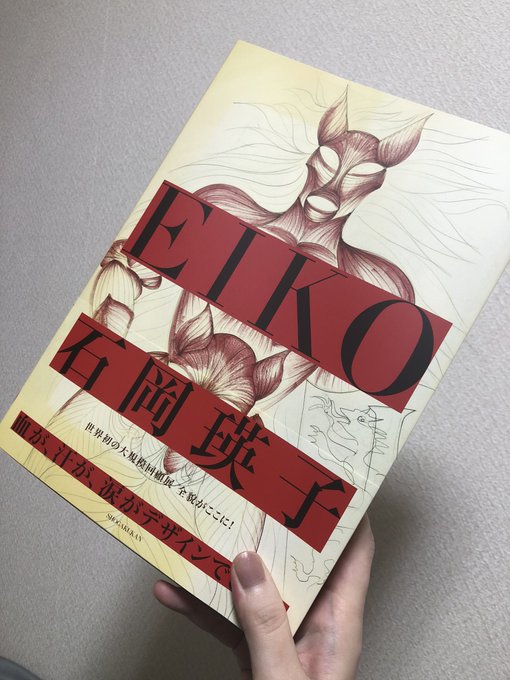 EIKO
石岡瑛子
世界初の大規模回顧展/全貌がここに!
血が、汗が、涙がデザインで
SHOGAKUKAN